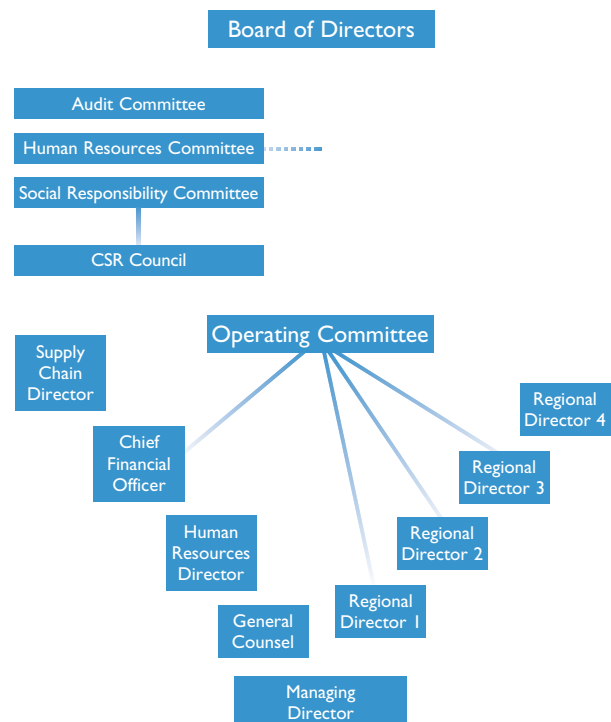 Board of Directors
Audit Committee
Human Resources Committee
Social Responsibility Committee
CSR Council
Operating Committee
Supply
Chain
Director
Regional
Director 4
Chief
Financial
Officer
Regional
Director 3
Human
Resources
Director
Regional
Director 2
General
Counsel
Regional
Director 1
Managing
Director